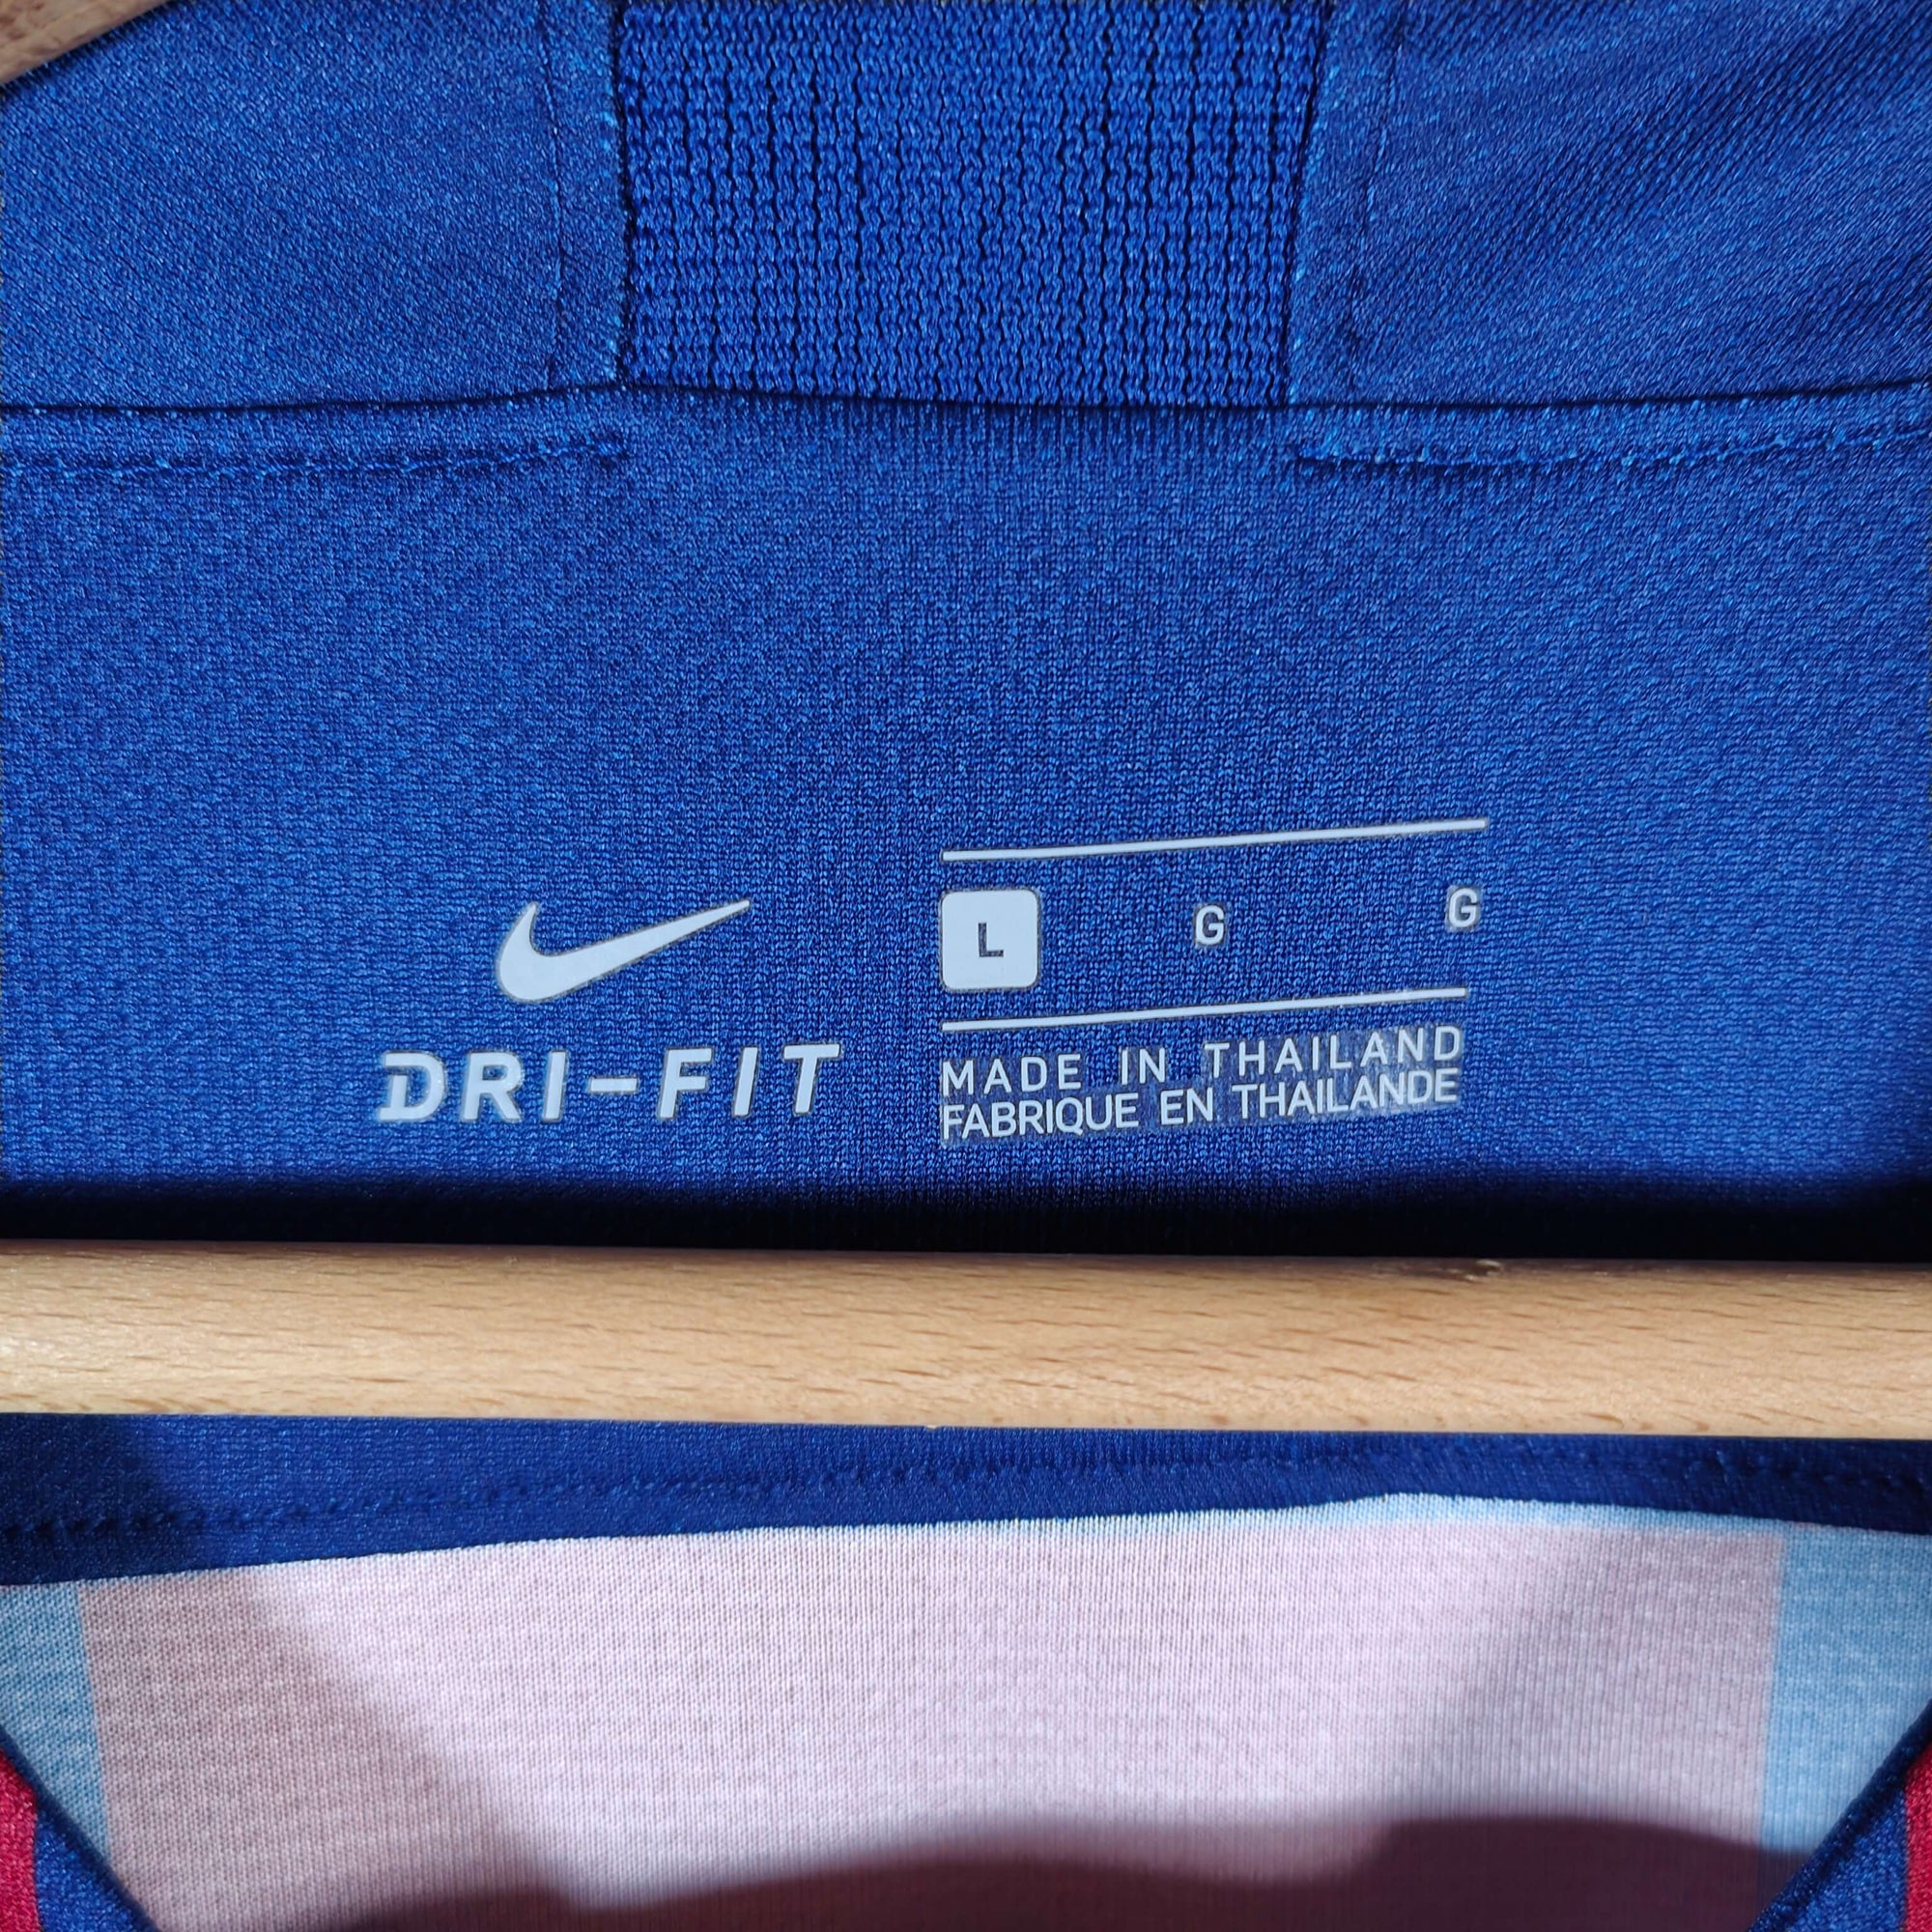 DRI-FIT
L G G
MADE IN THAILAND
FABRIQUE EN THAILANDE